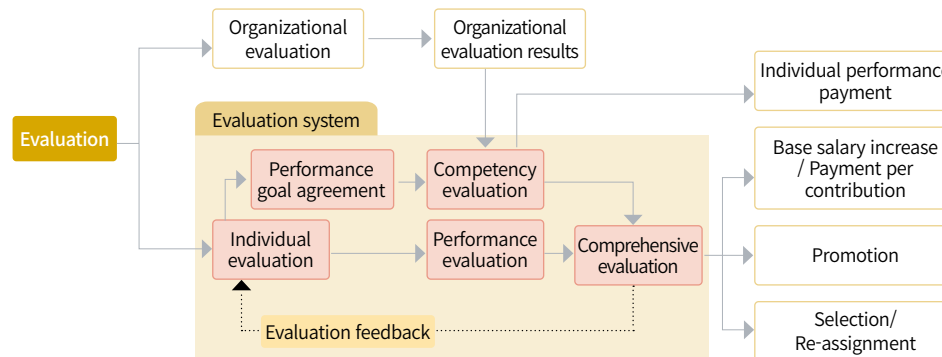 Organizational
evaluation
Organizational
evaluation results
Individual performance
payment
Evaluation system
Evaluation
Performance
goal agreement
Competency
evaluation
Base salary increase
/ Payment per
contribution
Individual
evaluation
Performance
evaluation
Comprehensive
evaluation
Promotion
Evaluation feedback
Selection/
Re-assignment